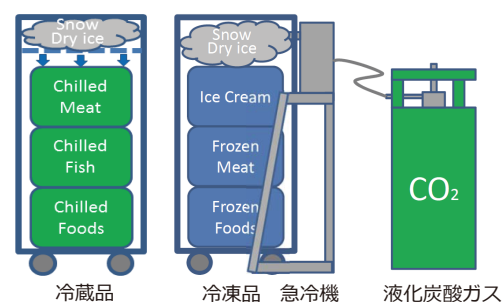 Snow
Dry ice
Chilled
Meat
Chilled
Fish
Chilled
Foods
Snow
Dry ice
Ice Cream
Frozen
Meat
Frozen
Foods
CO₂
冷蔵品
冷凍品
急冷機
液化炭酸ガス